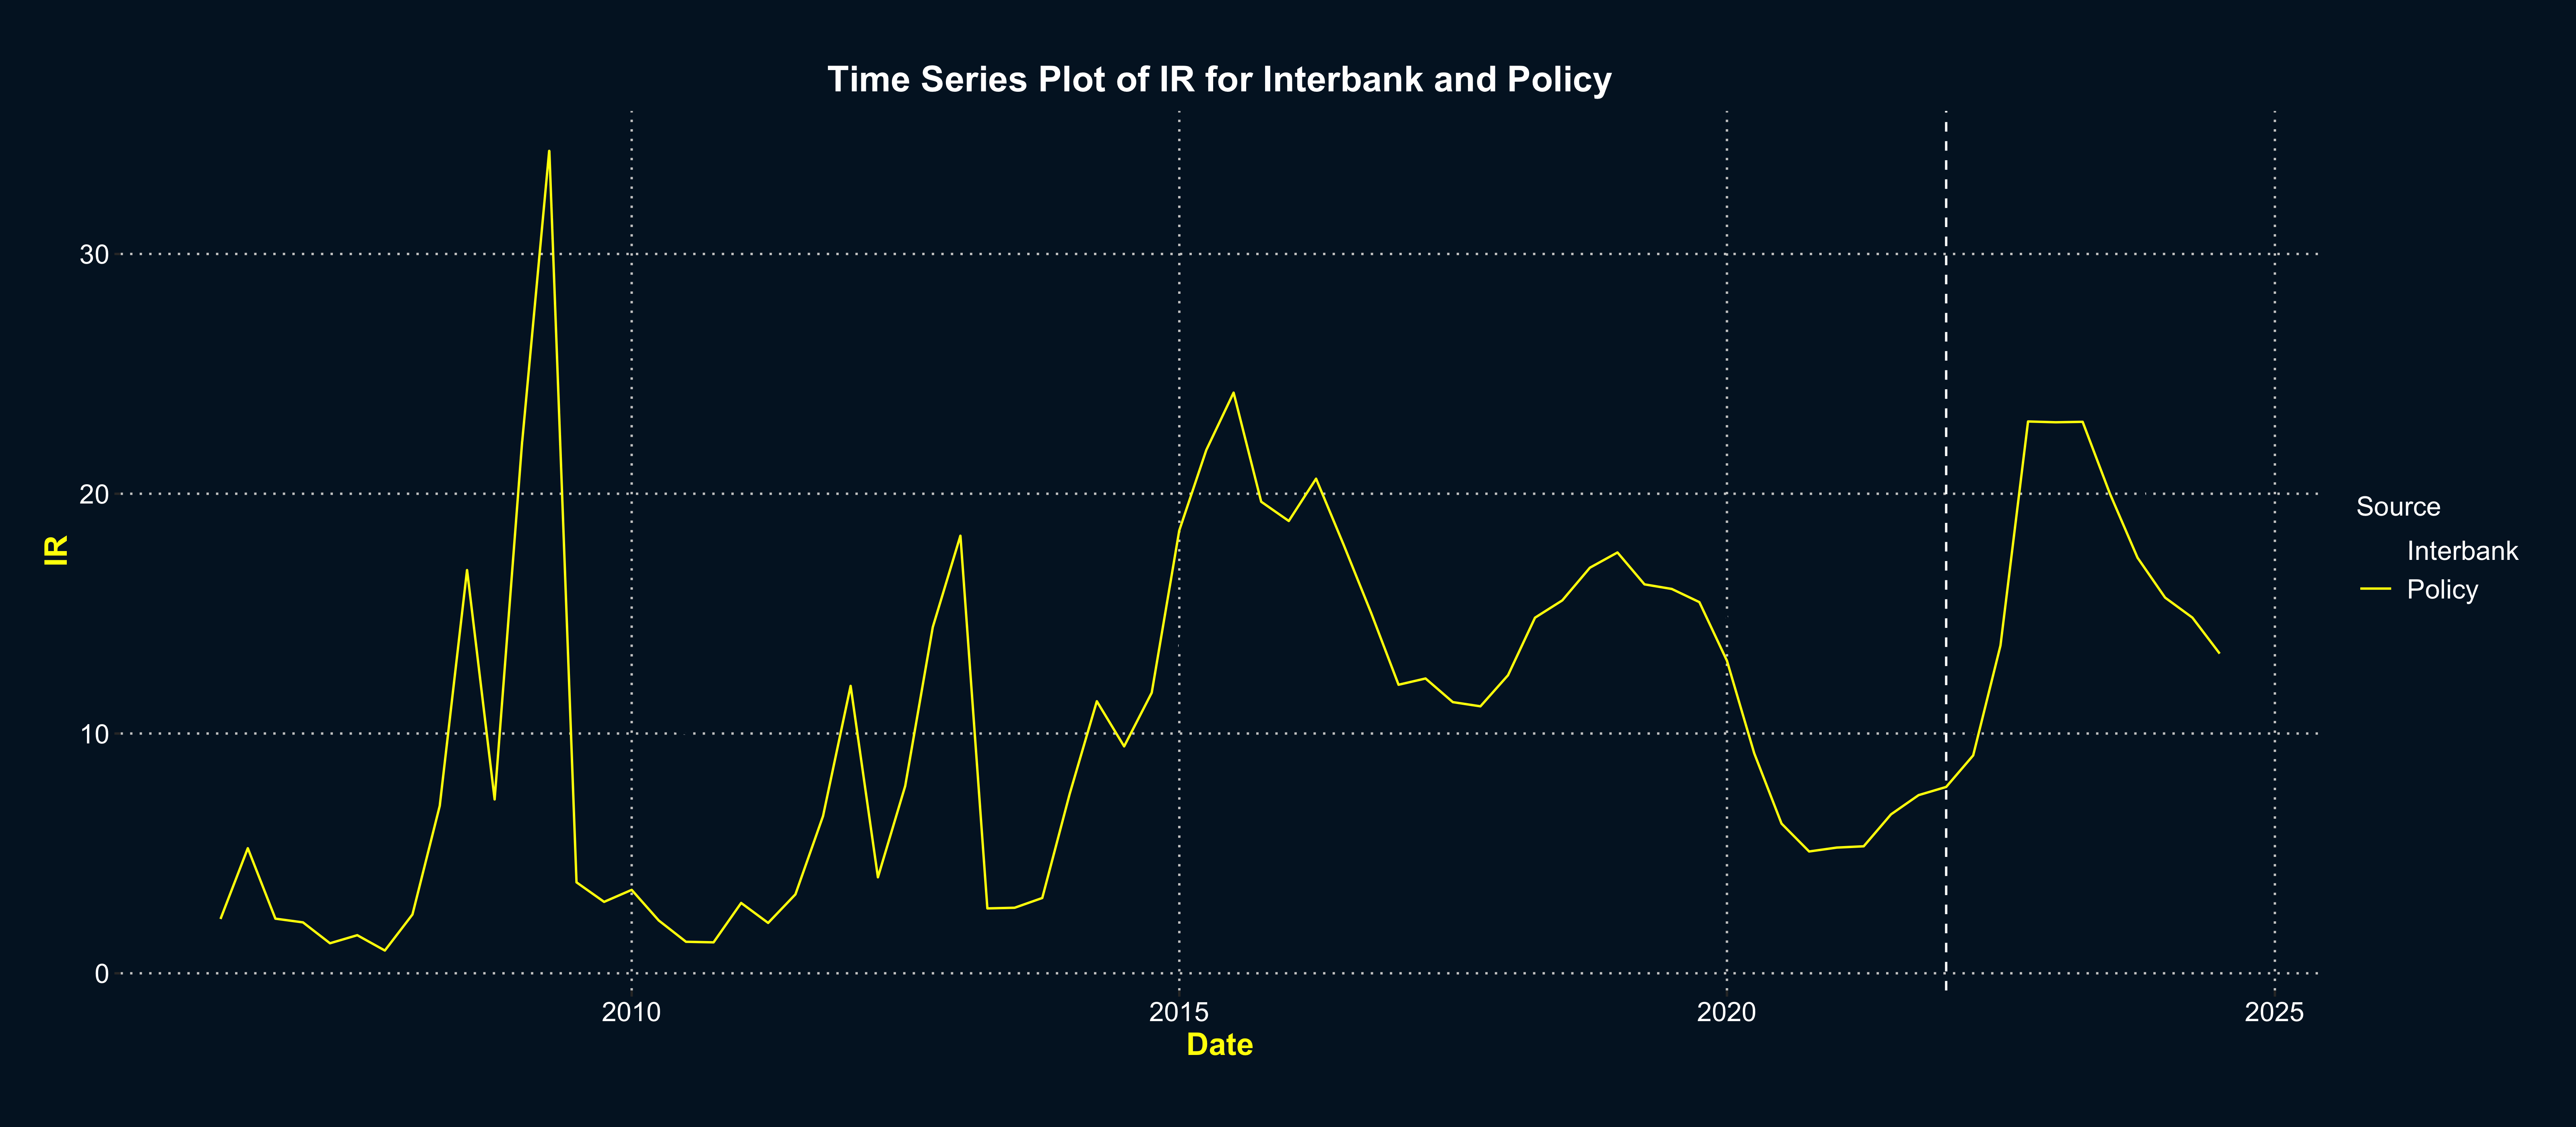 Time Series Plot of IR for Interbank and Policy
IR
30
20
10
0
2010
2015
2020
2025
Date
Source
Interbank
Policy